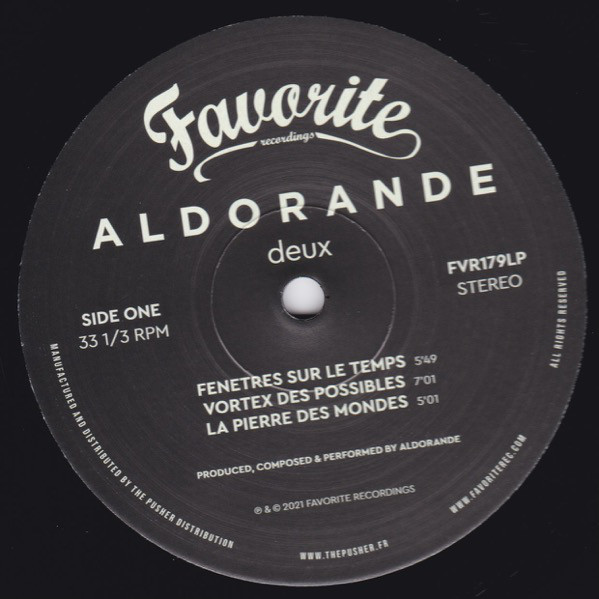 Favorite
recordings
ALDORANDE
deux
FVR179LP
STEREO
SIDE ONE
33 1/3 RPM
FENETRES SUR LE TEMPS 5'49
VORTEX DES POSSIBLES 7'01
LA PIERRE DES MONDES 5'01
PRODUCED, COMPOSED & PERFORMED BY ALDORANDE
℗ & © 2021 FAVORITE RECORDINGS
MANUFACTURED AND DISTRIBUTED BY THE PUSHER DISTRIBUTION
WWW.THEPUSHER.FR
WWW.FAVORITEREC.COM
ALL RIGHTS RESERVED